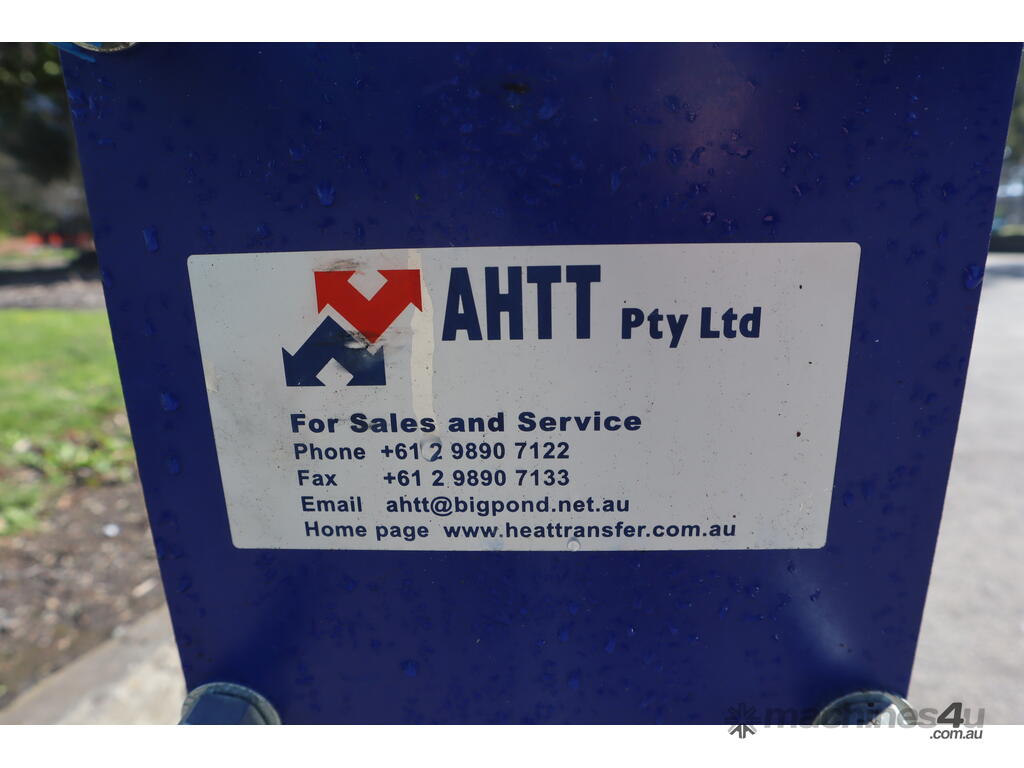 AHTT Pty Ltd
For Sales and Service
Phone +61 2 9890 7122
Fax +61 2 9890 7133
Email ahtt@bigpond.net.au
Home page www.heattransfer.com.au
machines4u
.com.au